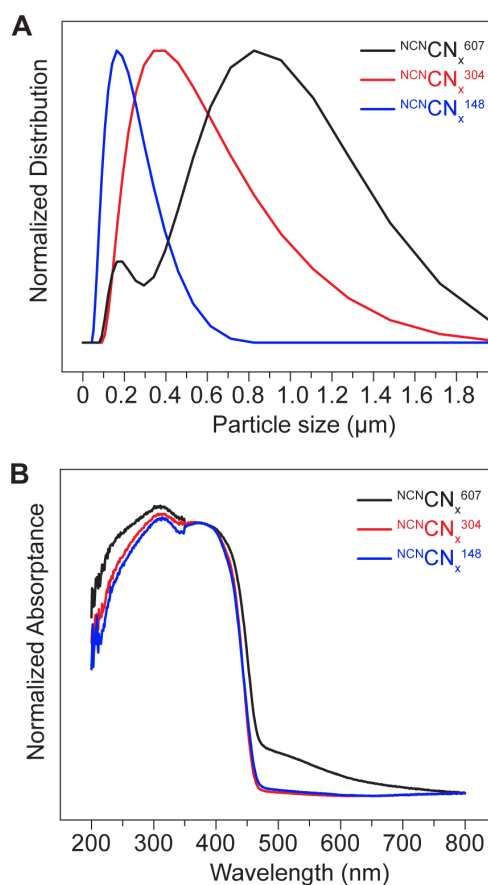 A
NCNCNx607
NCNCNx304
NCNCNx148
Normalized Distribution
0 0.2 0.4 0.6 0.8 1.0 1.2 1.4 1.6 1.8
Particle size (µm)
B
NCNCNx607
NCNCNx304
NCNCNx148
Normalized Absorptance
200 300 400 500 600 700 800
Wavelength (nm)